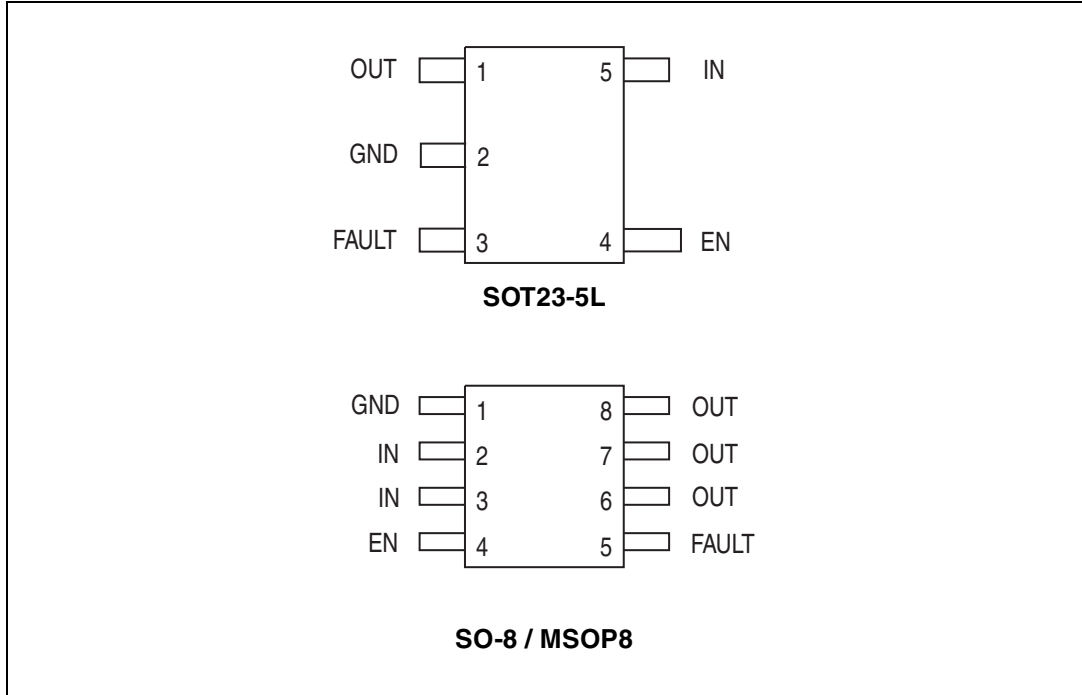 OUT 1 5 IN
GND 2
FAULT 3 4 EN
SOT23-5L
GND 1 8 OUT
IN 2 7 OUT
IN 3 6 OUT
EN 4 5 FAULT
SO-8 / MSOP8